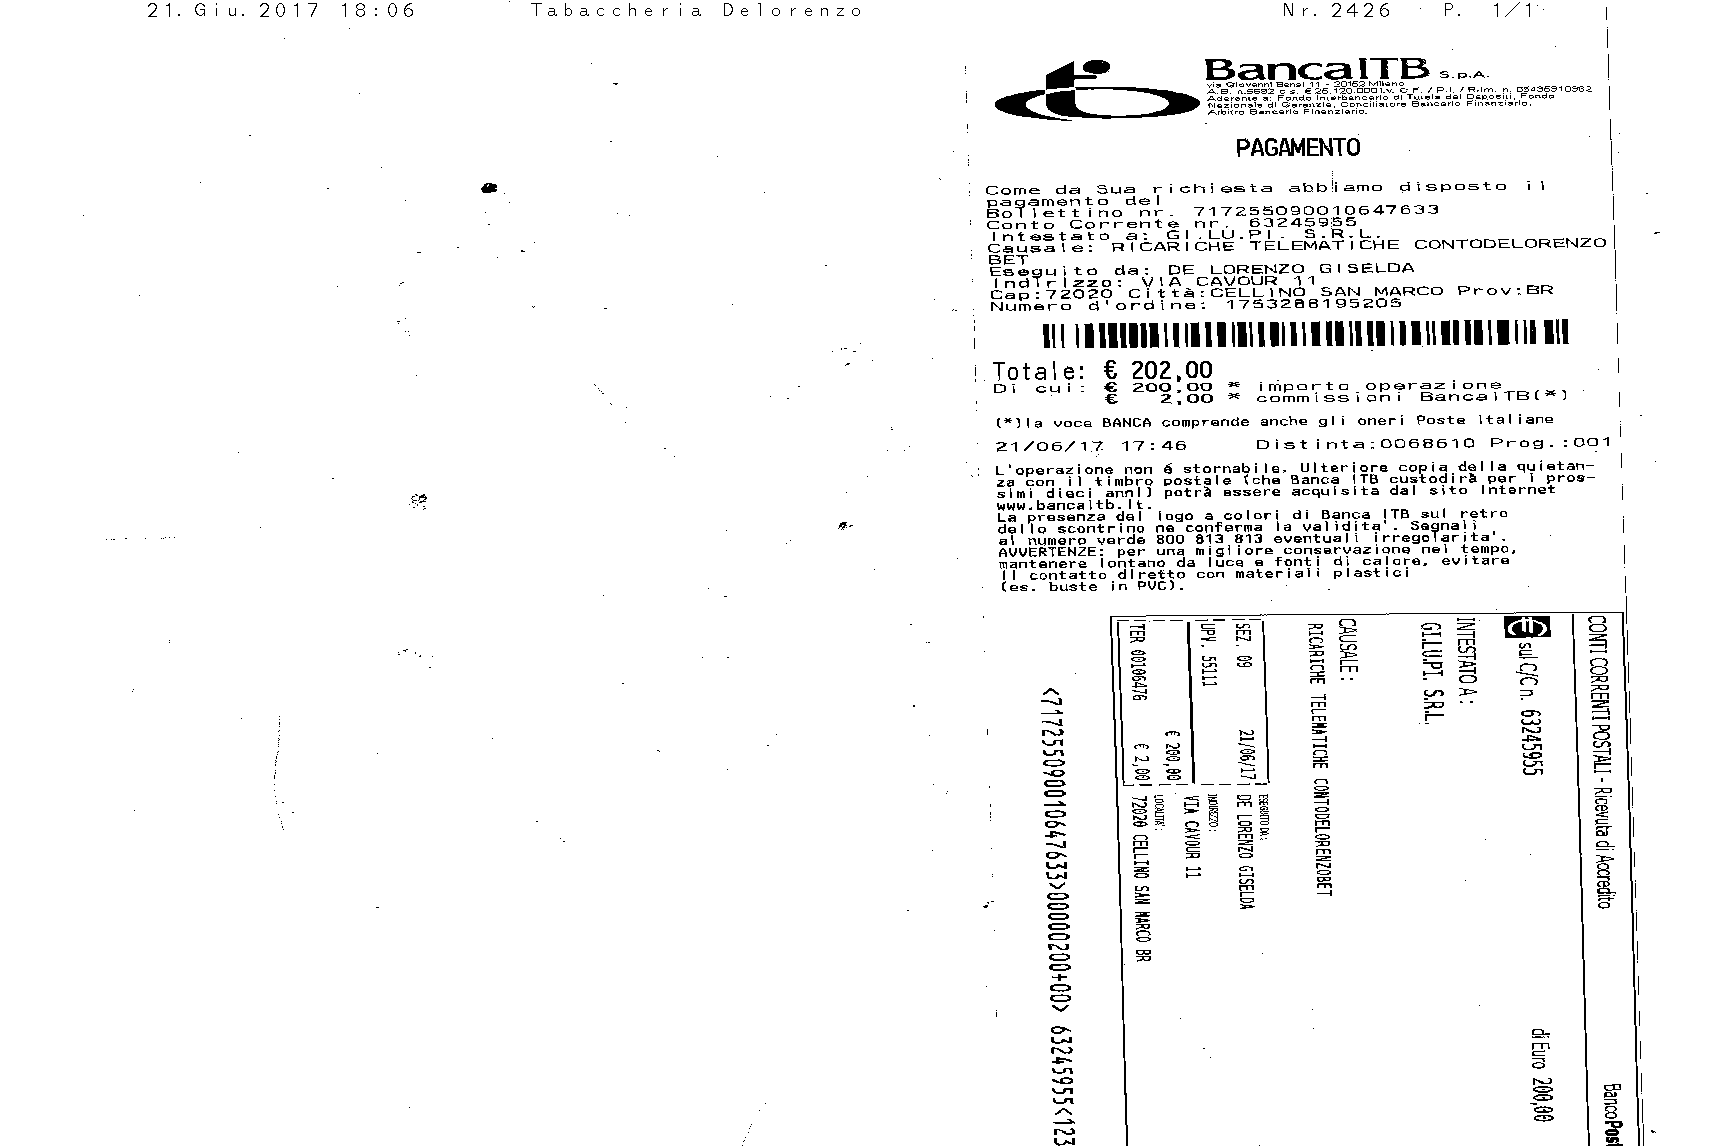 21.Giu.2017 18:06 Tabaccheria Delorenzo Nr.2426 P. 1/1
BancaITB S.p.A.
via Giovanni Bensi 11 - 20152 Milano
Aderente a: Fondo Interbancario di Tutela dei Depositi, Fondo
Nazionale di Garanzia, Conciliatore Bancario Finanziario,
Arbitro Bancario Finanziario.
PAGAMENTO
Come da Sua richiesta abbiamo disposto il
pagamento del
Bollettino nr. 717255090010647633
Conto Corrente nr. 63245955
Intestato a: GI.LU.PI. S.R.L.
Causale: RICARICHE TELEMATICHE CONTODELORENZO
BET
Eseguito da: DE LORENZO GISELDA
Indirizzo: VIA CAVOUR 11
Cap:72020 Città:CELLINO SAN MARCO Prov:BR
Numero d'ordine: 1753288195205
Totale: € 202,00
Di cui: € 200,00 * importo operazione
€ 2,00 * commissioni BancaITB(*)
(*)la voce BANCA comprende anche gli oneri Poste Italiane
21/06/17 17:46 Distinta:0068610 Prog.:001
L'operazione non é stornabile. Ulteriore copia della quietan-
za con il timbro postale (che Banca ITB custodirà per i pros-
simi dieci anni) potrà essere acquisita dal sito Internet
www.bancaitb.it.
La presenza del logo a colori di Banca ITB sul retro
dello scontrino ne conferma la validita'. Segnali
al numero verde 800 813 813 eventuali irregolarita'.
AVVERTENZE: per una migliore conservazione nel tempo,
mantenere lontano da luce e fonti di calore, evitare
il contatto diretto con materiali plastici
(es. buste in PVC).
CONTI CORRENTI POSTALI - Ricevuta di Accredito BancoPost
sul C/C n. 63245955 di Euro 200,00
INTESTATO A:
GI.LU.PI. S.R.L.
CAUSALE:
RICARICHE TELEMATICHE CONTODELORENZOBET
SEZ. 09 21/06/17
UPV. 55111
€ 200,00
TER 00106476 € 2,00
ESEGUITO DA:
DE LORENZO GISELDA
INDIRIZZO:
VIA CAVOUR 11
LOCALITA':
72020 CELLINO SAN MARCO BR
<717255090010647633>00000200+00> 63245955<123